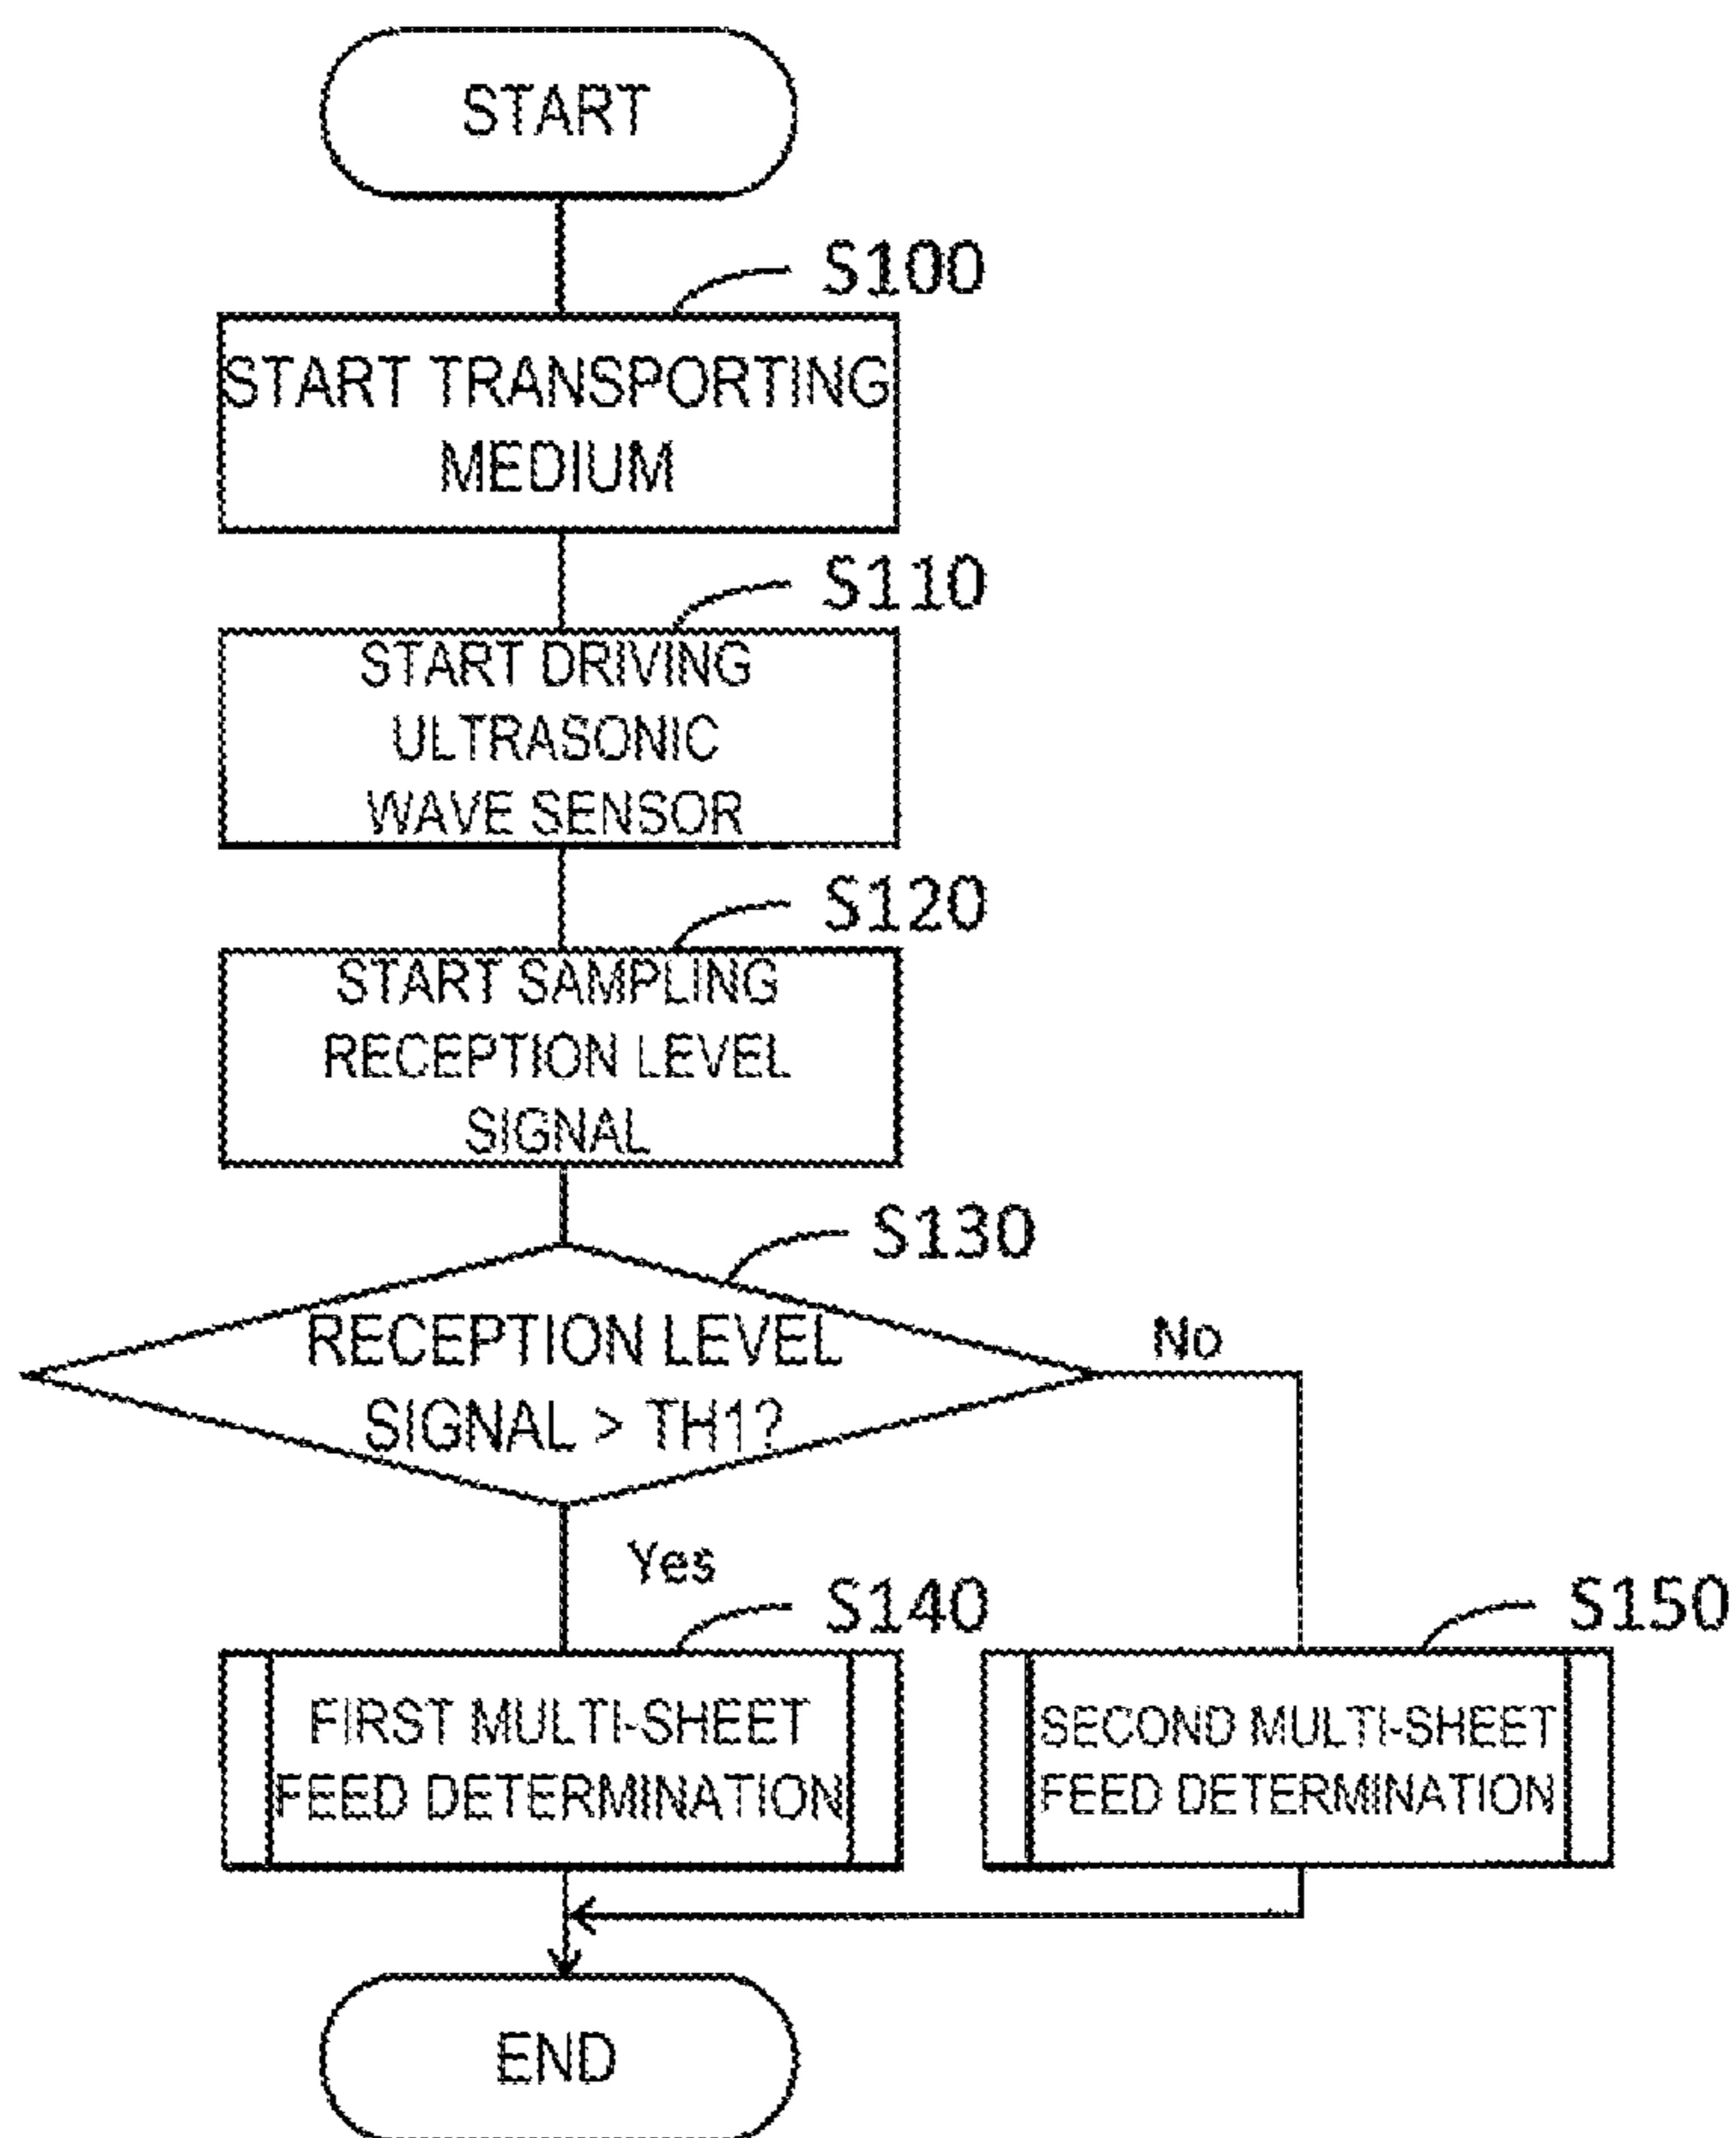 START
S100
START TRANSPORTING
MEDIUM
S110
START DRIVING
ULTRASONIC
WAVE SENSOR
S120
START SAMPLING
RECEPTION LEVEL
SIGNAL
S130
RECEPTION LEVEL
SIGNAL > TH1?
No
Yes
S140
FIRST MULTI-SHEET
FEED DETERMINATION
S150
SECOND MULTI-SHEET
FEED DETERMINATION
END